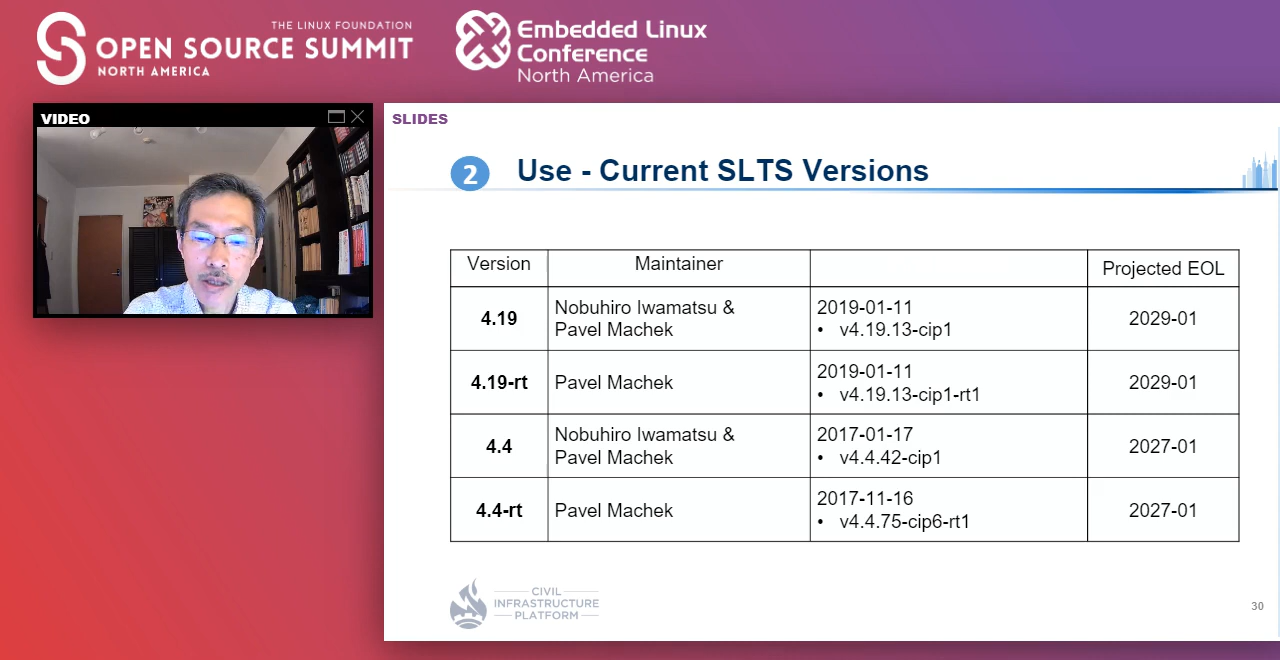 THE LINUX FOUNDATION
OPEN SOURCE SUMMIT
NORTH AMERICA
Embedded Linux
Conference
North America
VIDEO
SLIDES
2 Use - Current SLTS Versions
Version Maintainer Projected EOL
4.19 Nobuhiro Iwamatsu & Pavel Machek 2019-01-11 • v4.19.13-cip1 2029-01
4.19-rt Pavel Machek 2019-01-11 • v4.19.13-cip1-rt1 2029-01
4.4 Nobuhiro Iwamatsu & Pavel Machek 2017-01-17 • v4.4.42-cip1 2027-01
4.4-rt Pavel Machek 2017-11-16 • v4.4.75-cip6-rt1 2027-01
CIVIL
INFRASTRUCTURE
PLATFORM
30